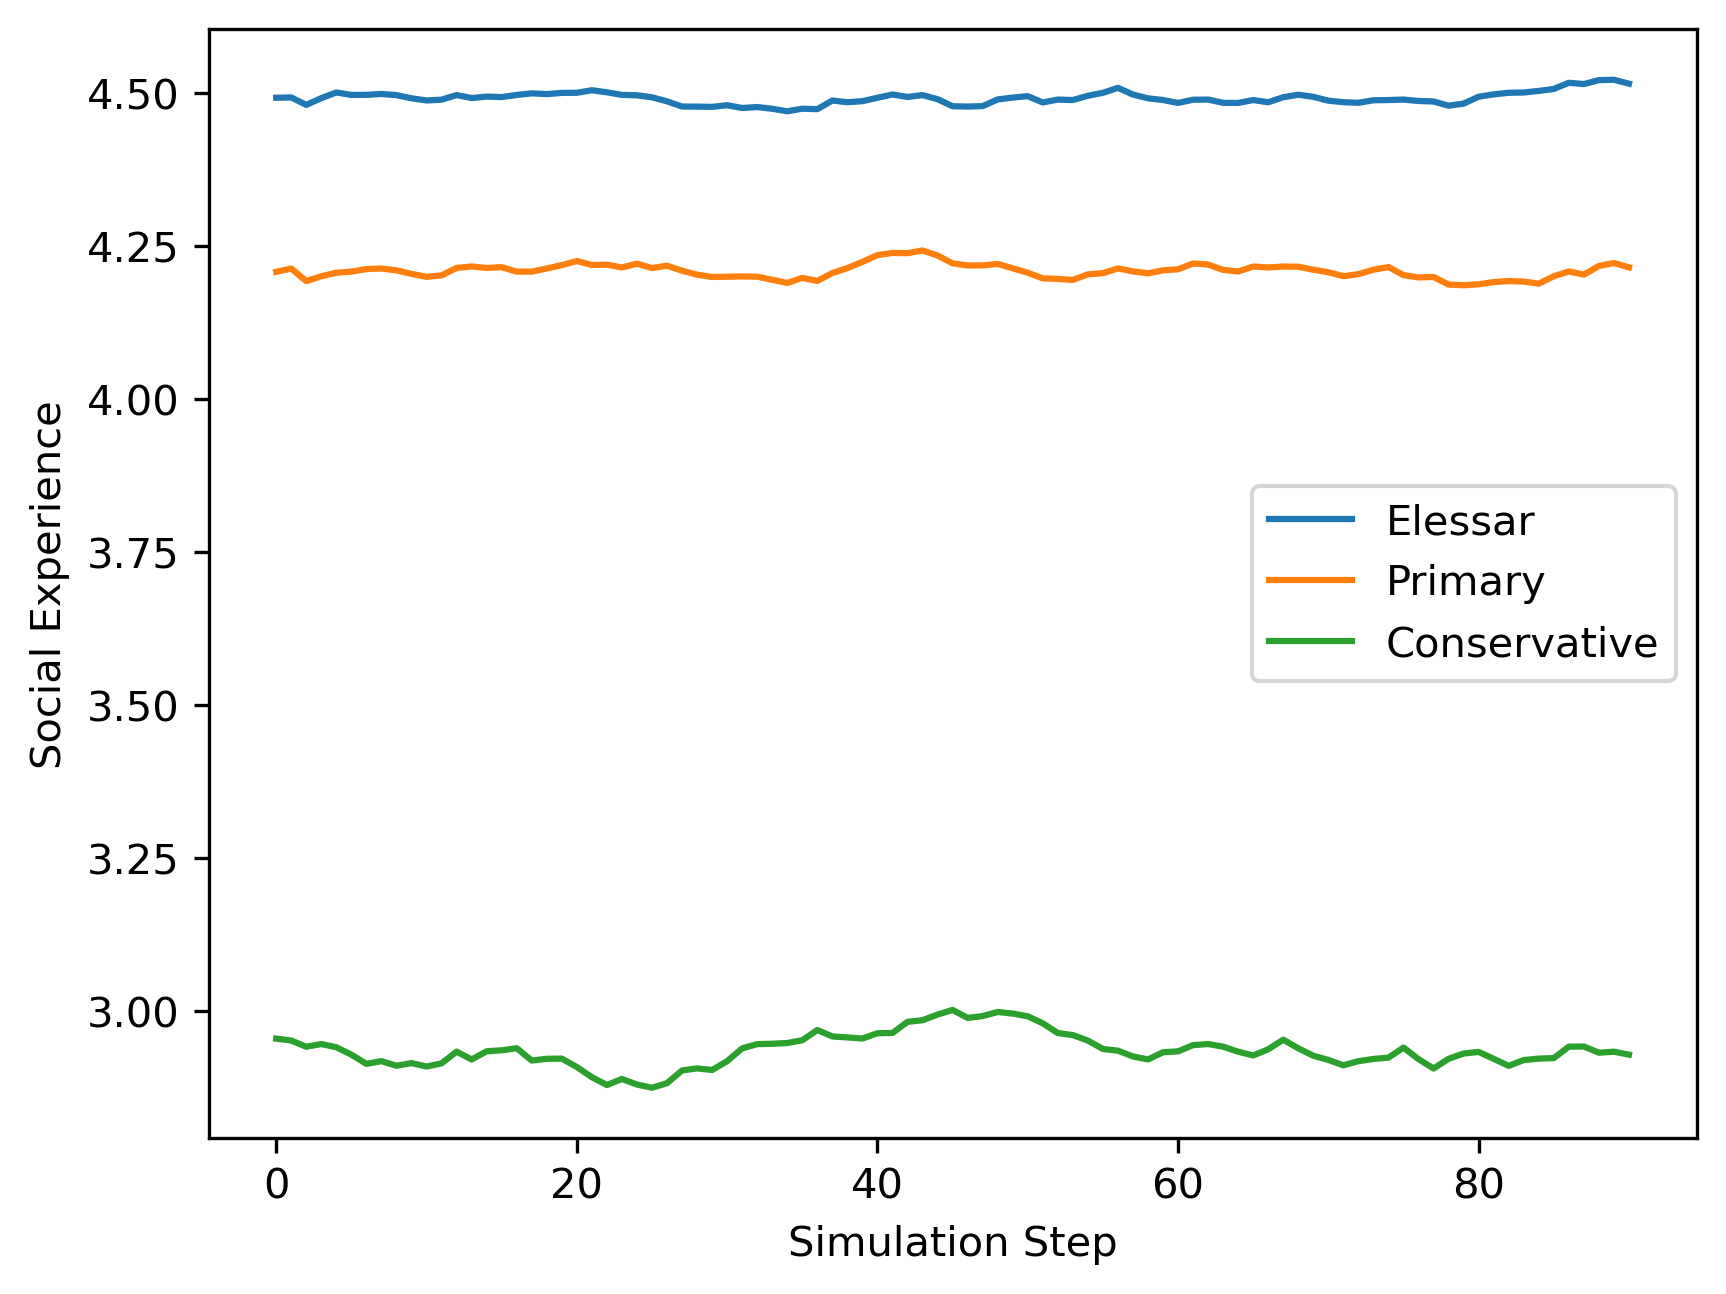 4.50
4.25
4.00
3.75
3.50
3.25
3.00
Social Experience
Elessar
Primary
Conservative
0 20 40 60 80
Simulation Step